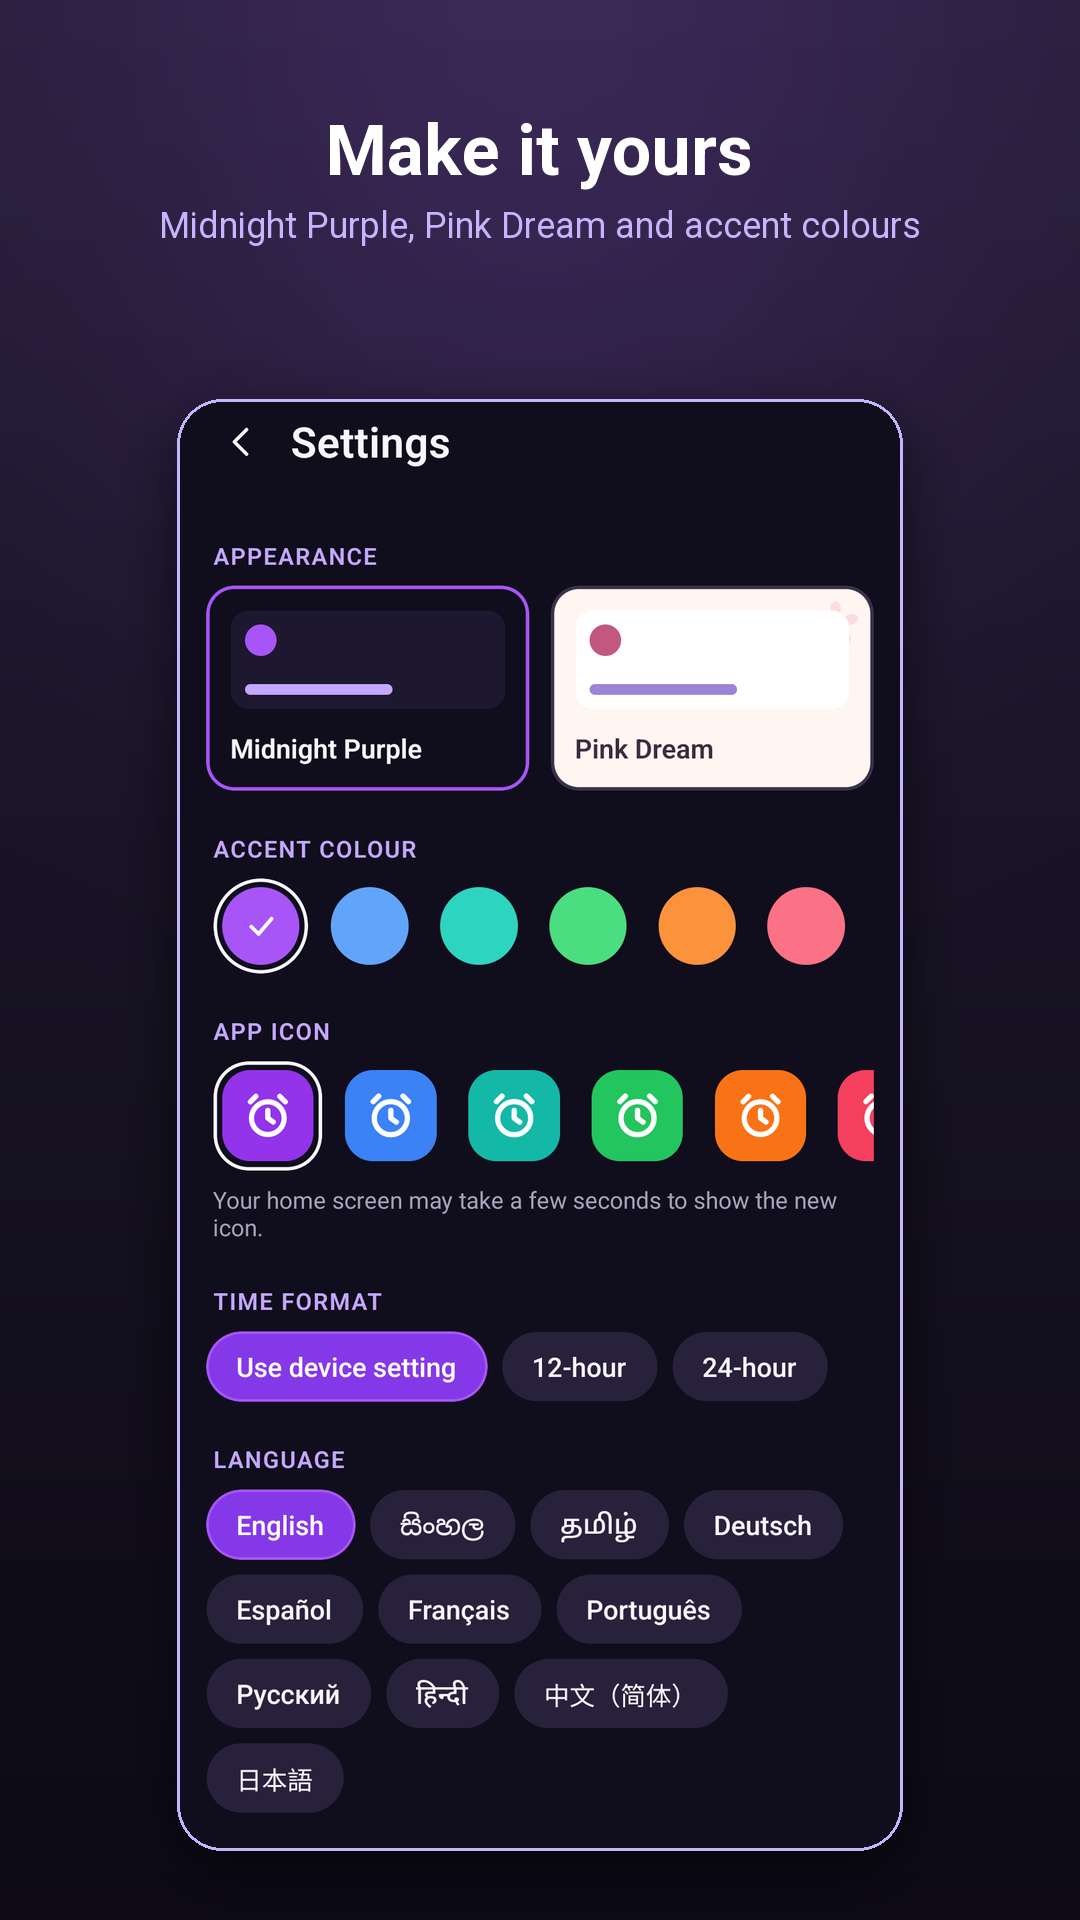 Make it yours
Midnight Purple, Pink Dream and accent colours
Settings
APPEARANCE
Midnight Purple
Pink Dream
ACCENT COLOUR
APP ICON
Your home screen may take a few seconds to show the new
icon.
TIME FORMAT
Use device setting
12-hour
24-hour
LANGUAGE
English
සිංහල
தமிழ்
Deutsch
Español
Français
Português
Русский
हिन्दी
中文（简体）
日本語